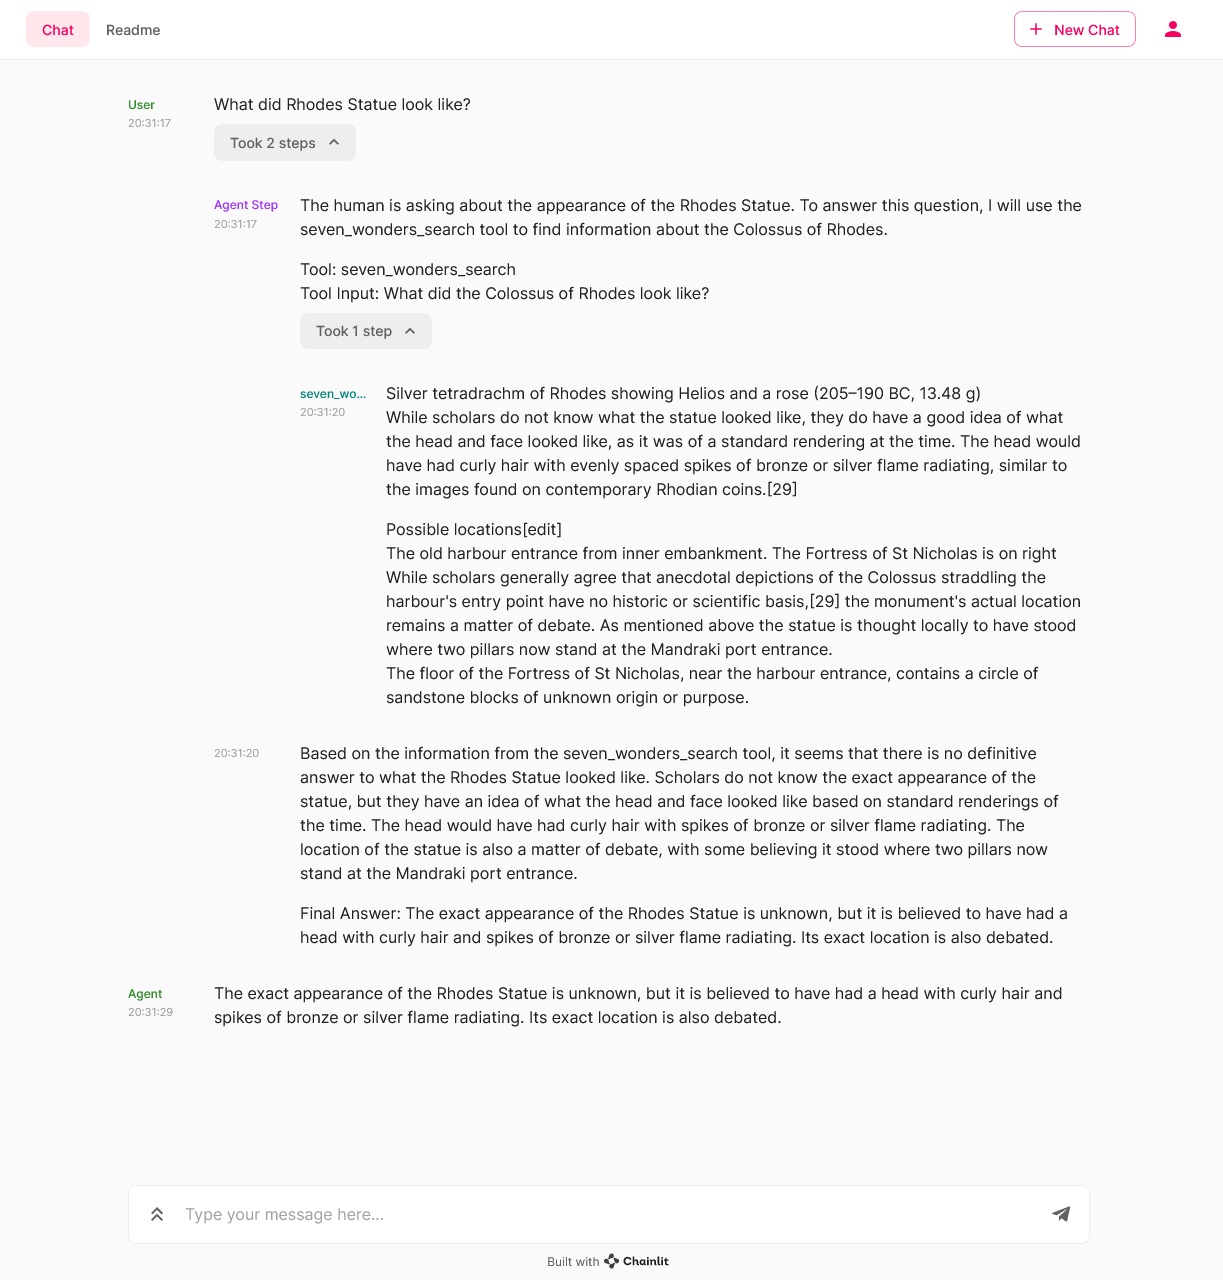 Chat
Readme
New Chat
User
20:31:17
What did Rhodes Statue look like?
Took 2 steps
Agent Step
20:31:17
The human is asking about the appearance of the Rhodes Statue. To answer this question, I will use the
seven_wonders_search tool to find information about the Colossus of Rhodes.
Tool: seven_wonders_search
Tool Input: What did the Colossus of Rhodes look like?
Took 1 step
seven_wo...
20:31:20
Silver tetradrachm of Rhodes showing Helios and a rose (205–190 BC, 13.48 g)
While scholars do not know what the statue looked like, they do have a good idea of what
the head and face looked like, as it was of a standard rendering at the time. The head would
have had curly hair with evenly spaced spikes of bronze or silver flame radiating, similar to
the images found on contemporary Rhodian coins.[29]
Possible locations[edit]
The old harbour entrance from inner embankment. The Fortress of St Nicholas is on right
While scholars generally agree that anecdotal depictions of the Colossus straddling the
harbour's entry point have no historic or scientific basis,[29] the monument's actual location
remains a matter of debate. As mentioned above the statue is thought locally to have stood
where two pillars now stand at the Mandraki port entrance.
The floor of the Fortress of St Nicholas, near the harbour entrance, contains a circle of
sandstone blocks of unknown origin or purpose.
20:31:20
Based on the information from the seven_wonders_search tool, it seems that there is no definitive
answer to what the Rhodes Statue looked like. Scholars do not know the exact appearance of the
statue, but they have an idea of what the head and face looked like based on standard renderings of
the time. The head would have had curly hair with spikes of bronze or silver flame radiating. The
location of the statue is also a matter of debate, with some believing it stood where two pillars now
stand at the Mandraki port entrance.
Final Answer: The exact appearance of the Rhodes Statue is unknown, but it is believed to have had a
head with curly hair and spikes of bronze or silver flame radiating. Its exact location is also debated.
Agent
20:31:29
The exact appearance of the Rhodes Statue is unknown, but it is believed to have had a head with curly hair and
spikes of bronze or silver flame radiating. Its exact location is also debated.
Type your message here...
Built with Chainlit